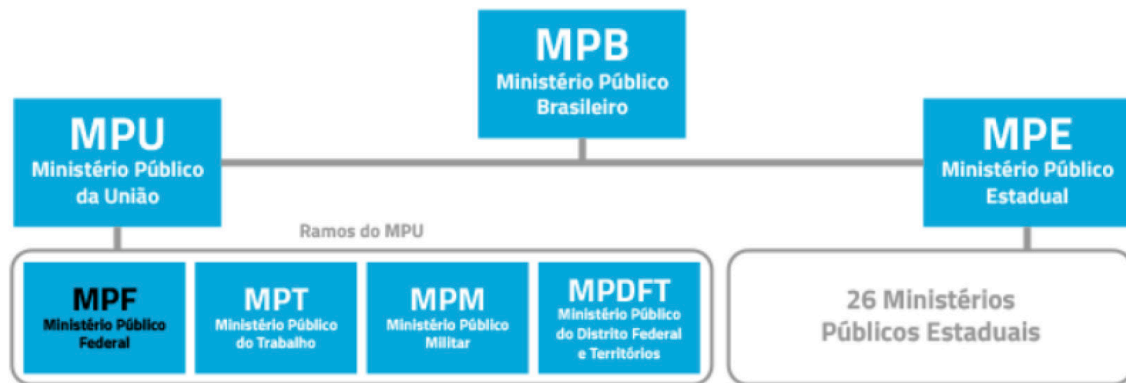 MPB
Ministério Público
Brasileiro
MPU
Ministério Público
da União
MPE
Ministério Público
Estadual
Ramos do MPU
MPF
Ministério Público
Federal
MPT
Ministério Público
do Trabalho
MPM
Ministério Público
Militar
MPDFT
Ministério Público
do Distrito Federal
e Territórios
26 Ministérios
Públicos Estaduais